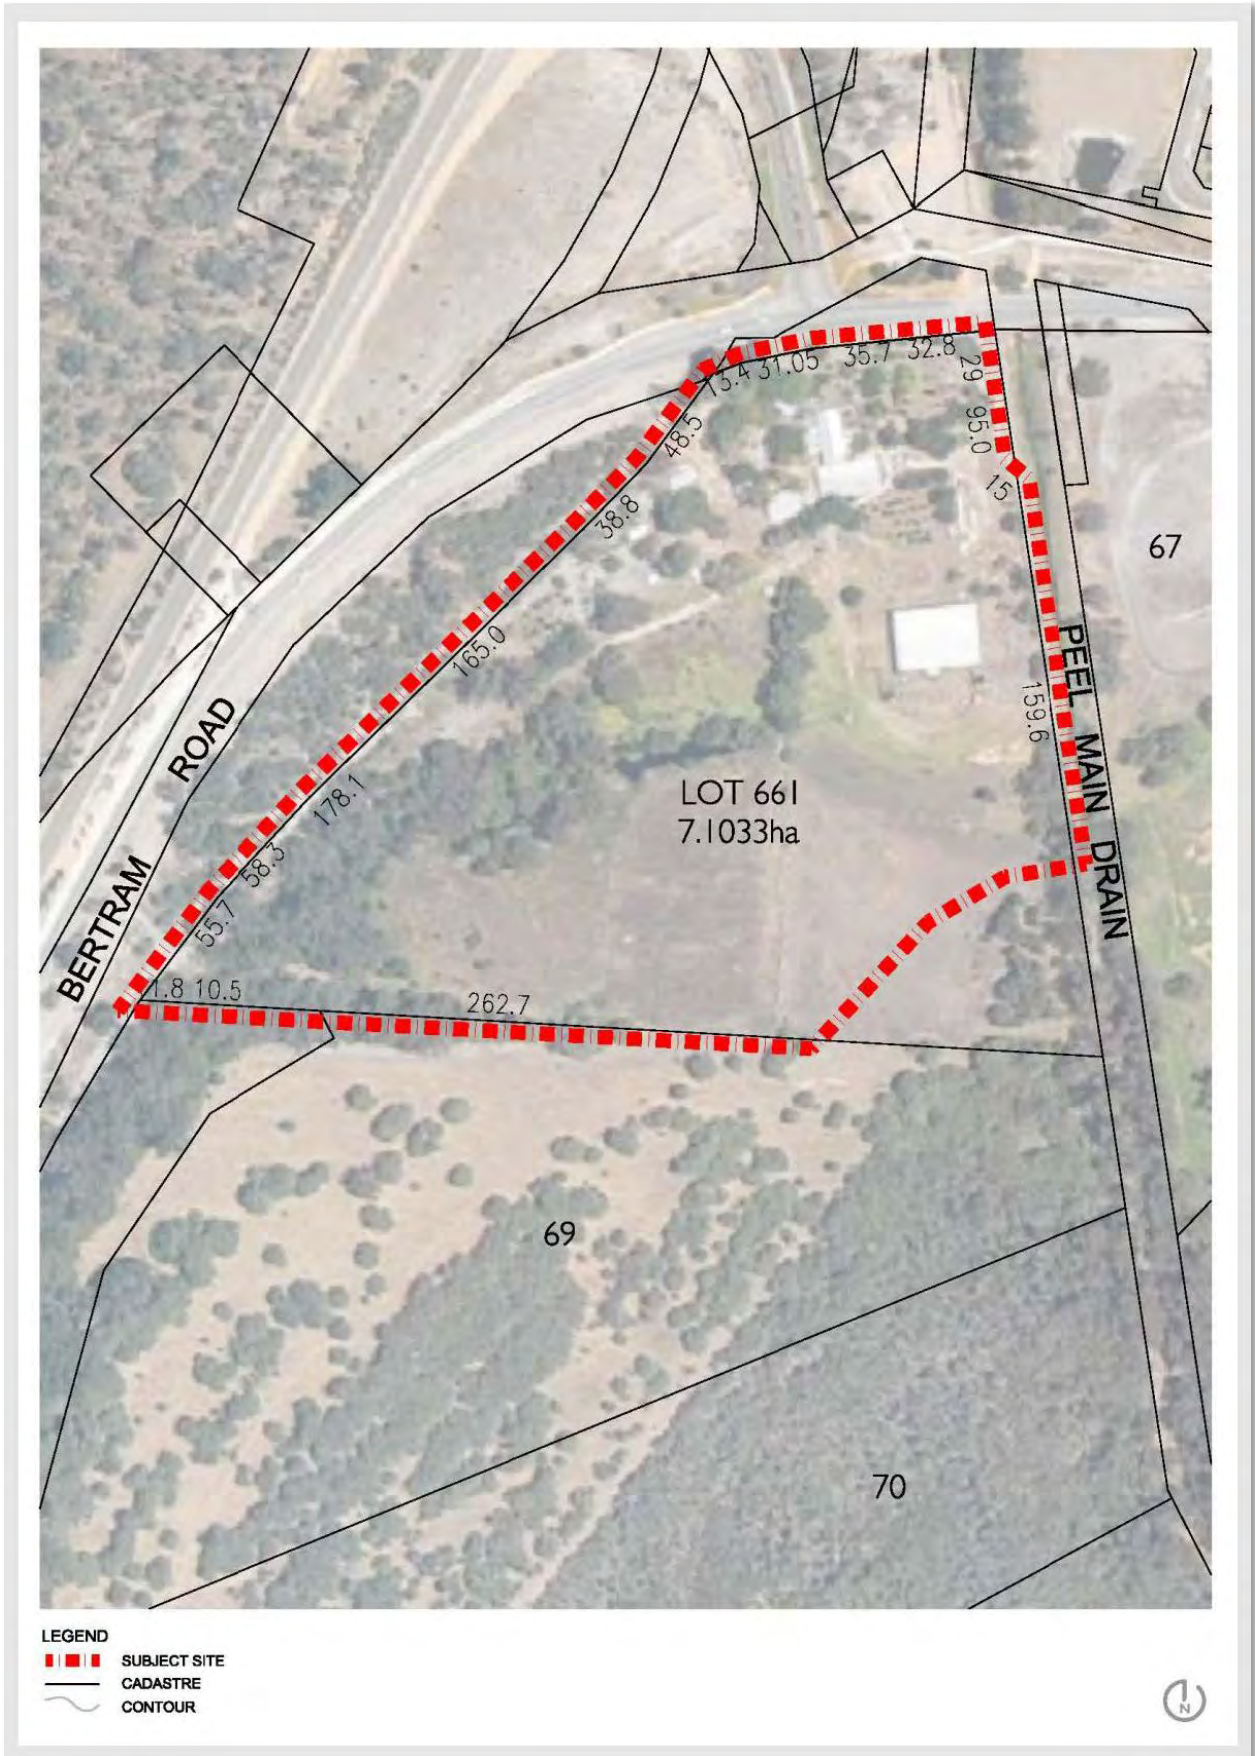 13.4
31.05
35.7
32.8
29
95.0
15
48.5
38.8
67
165.0
PEEL MAIN DRAIN
159.6
ROAD
178.1
LOT 661
7.1033ha
58.3
BERTRAM
55.7
1.8 10.5
262.7
69
70
LEGEND
SUBJECT SITE
CADASTRE
CONTOUR
N